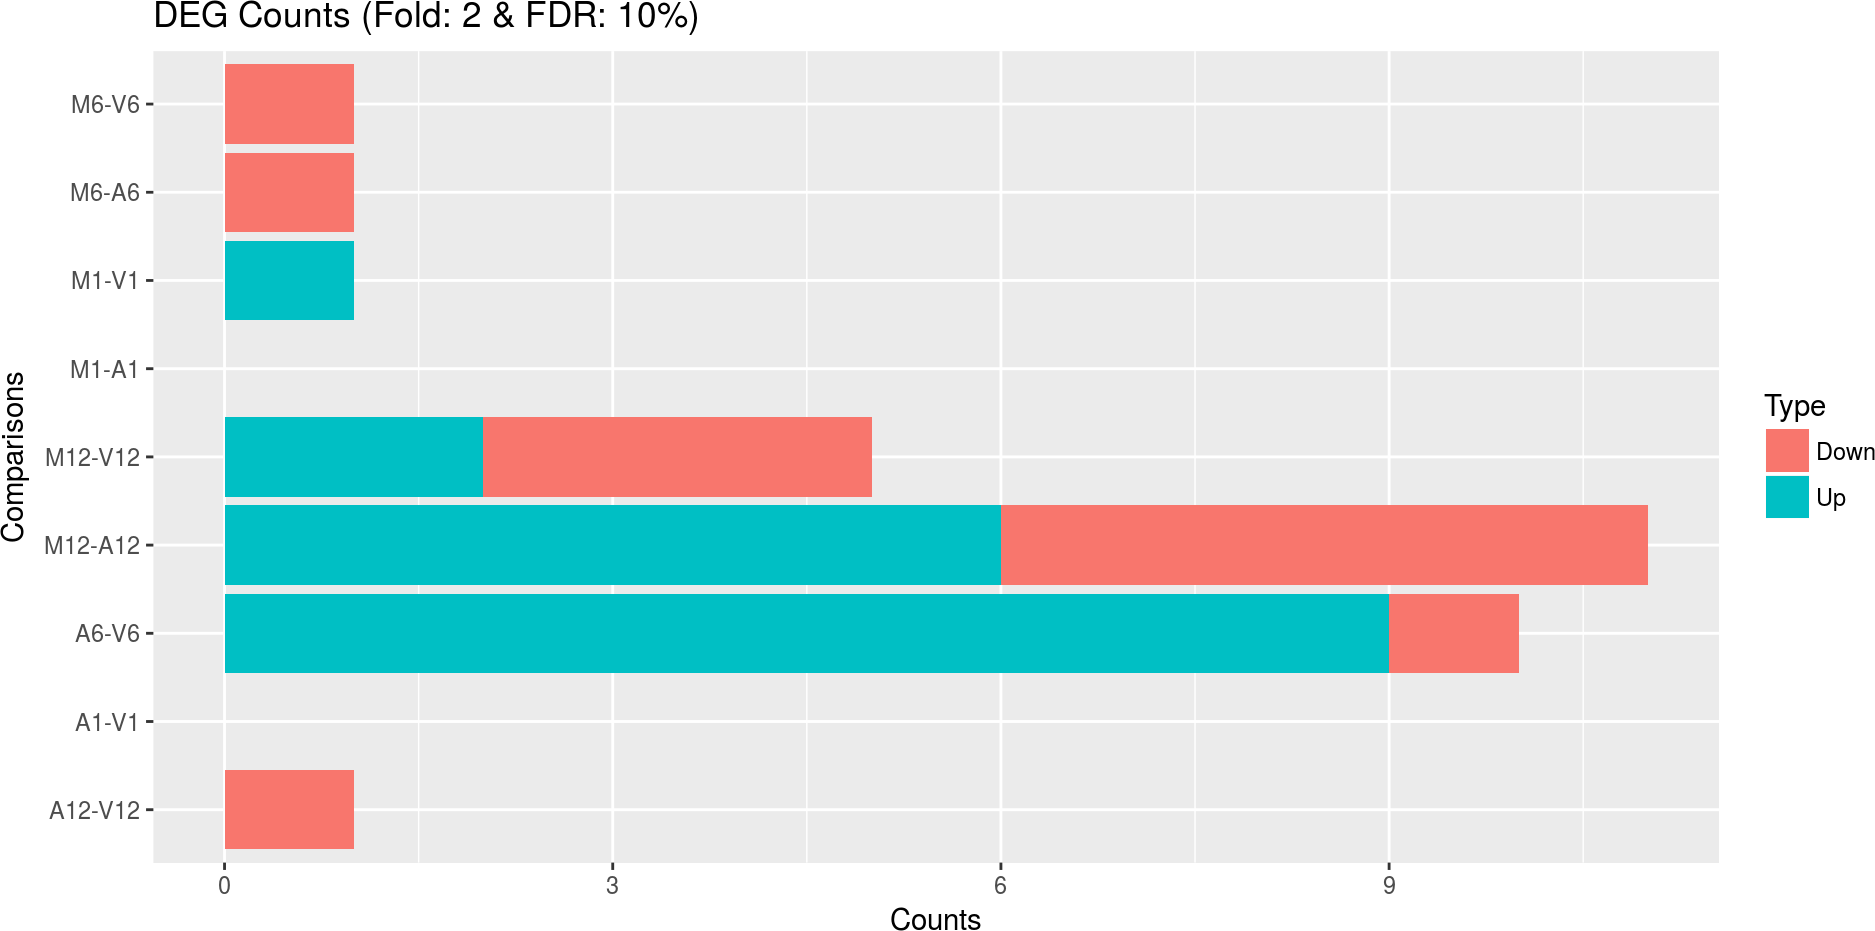 DEG Counts (Fold: 2 & FDR: 10%)
M6-V6
M6-A6
M1-V1
M1-A1
M12-V12
M12-A12
A6-V6
A1-V1
A12-V12
Comparisons
0 3 6 9
Counts
Type
Down
Up